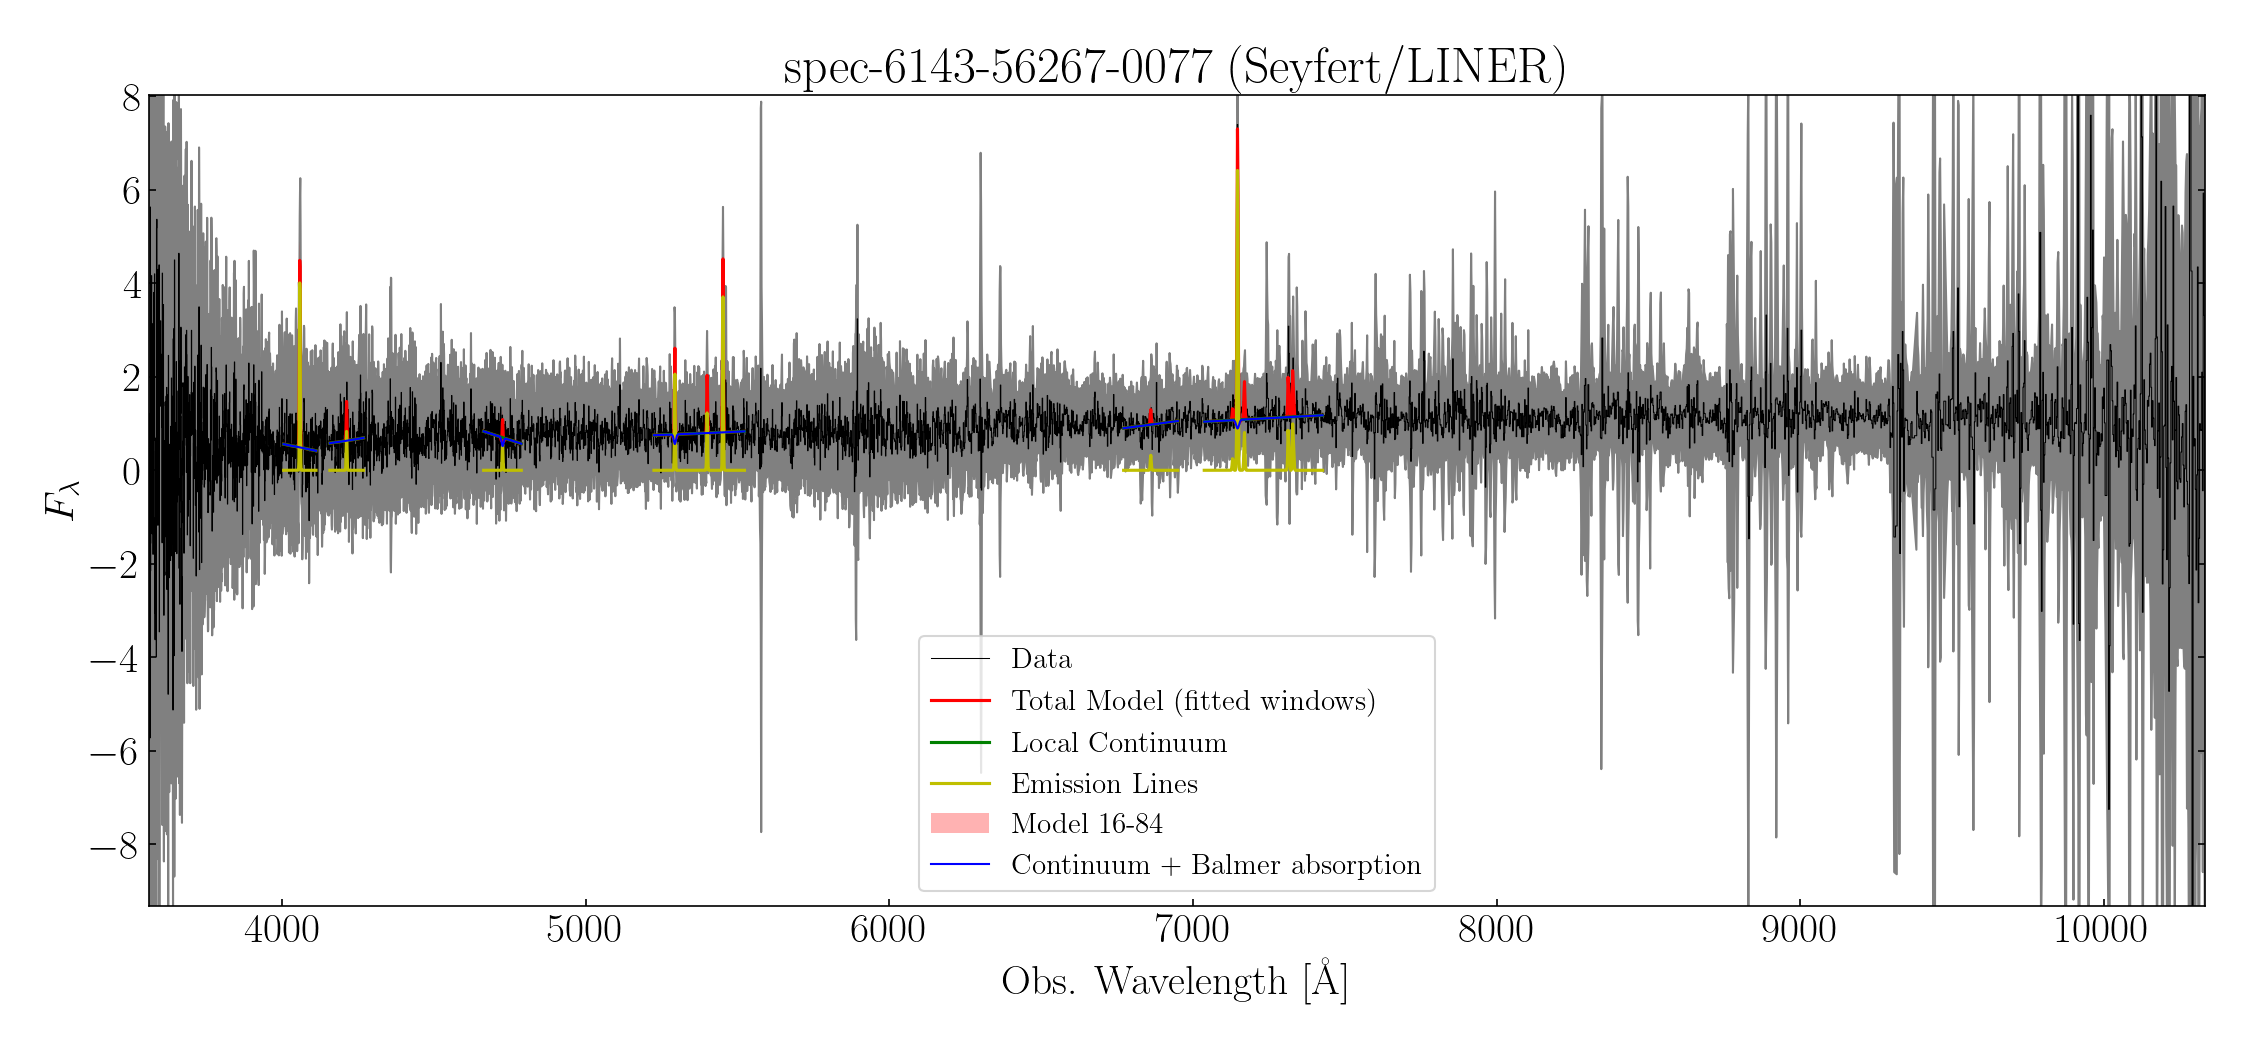 spec-6143-56267-0077 (Seyfert/LINER)
8
6
4
2
0
−2
−4
−6
−8
F_λ
Data
Total Model (fitted windows)
Local Continuum
Emission Lines
Model 16-84
Continuum + Balmer absorption
4000 5000 6000 7000 8000 9000 10000
Obs. Wavelength [Å]